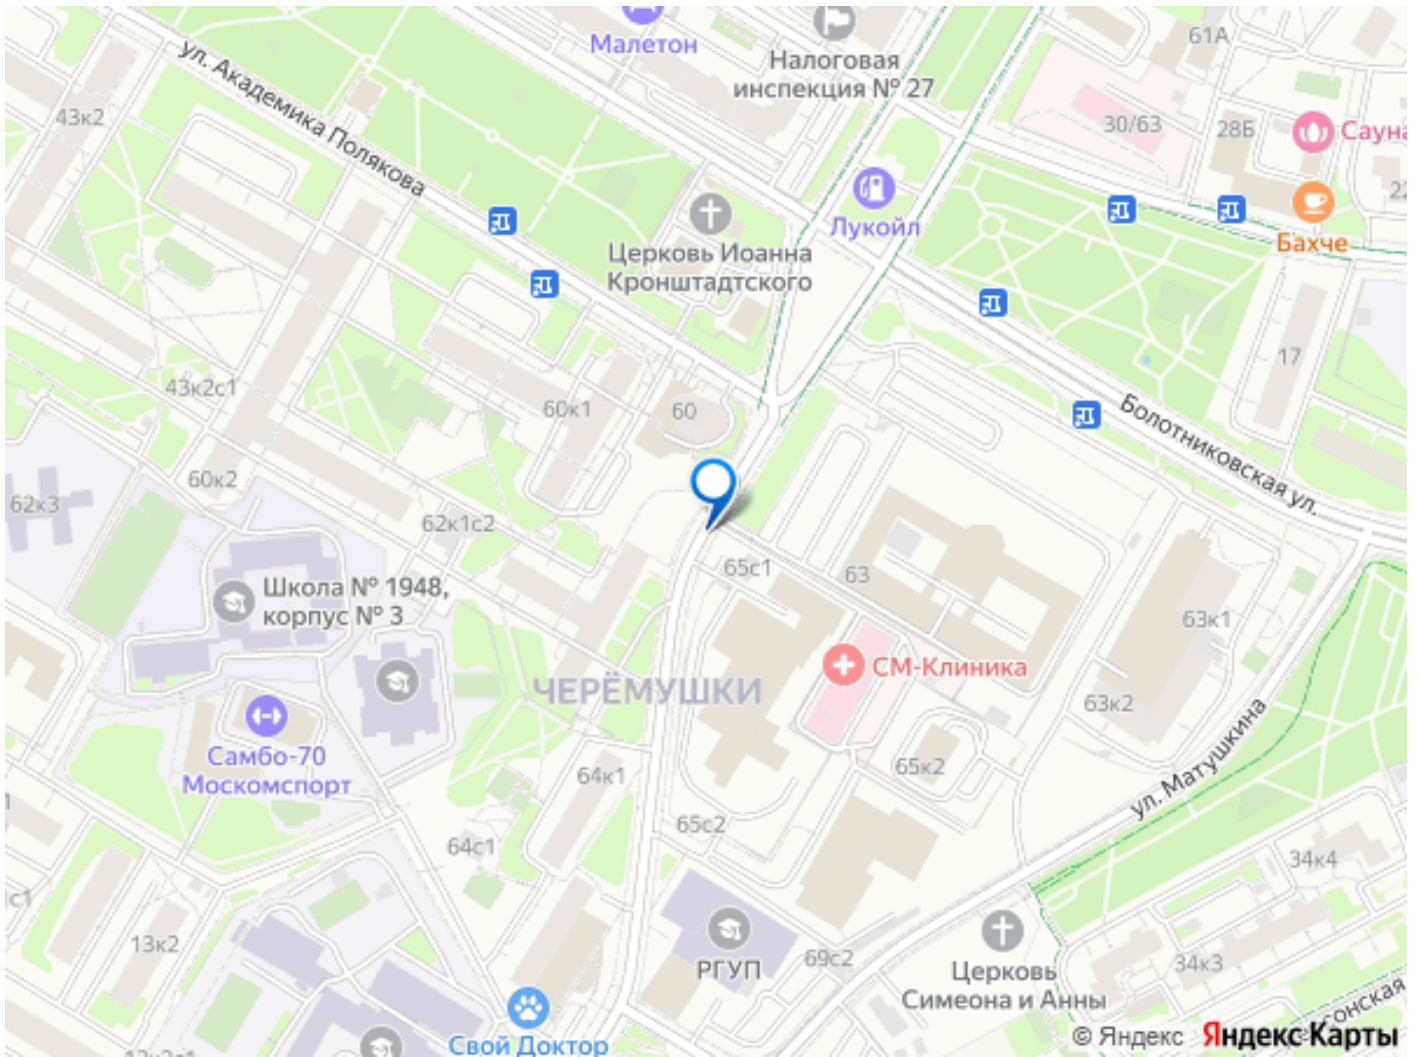 Малетон
Налоговая
инспекция № 27
61А
ул. Академика Полякова
43к2
30/63
28Б
Сауна
22
Лукойл
Церковь Иоанна
Кронштадтского
Бахче
17
43к2с1
60к1
60
Болотниковская ул.
60к2
62к3
62к1с2
65с1
63
Школа № 1948,
корпус № 3
63к1
СМ-Клиника
ЧЕРЁМУШКИ
63к2
Самбо-70
Москомспорт
64к1
65к2
ул. Матушкина
65с2
64с1
34к4
с1
13к2
РГУП
69с2
Церковь
Симеона и Анны
34к3
сонская
Свой Доктор
© Яндекс Яндекс Карты